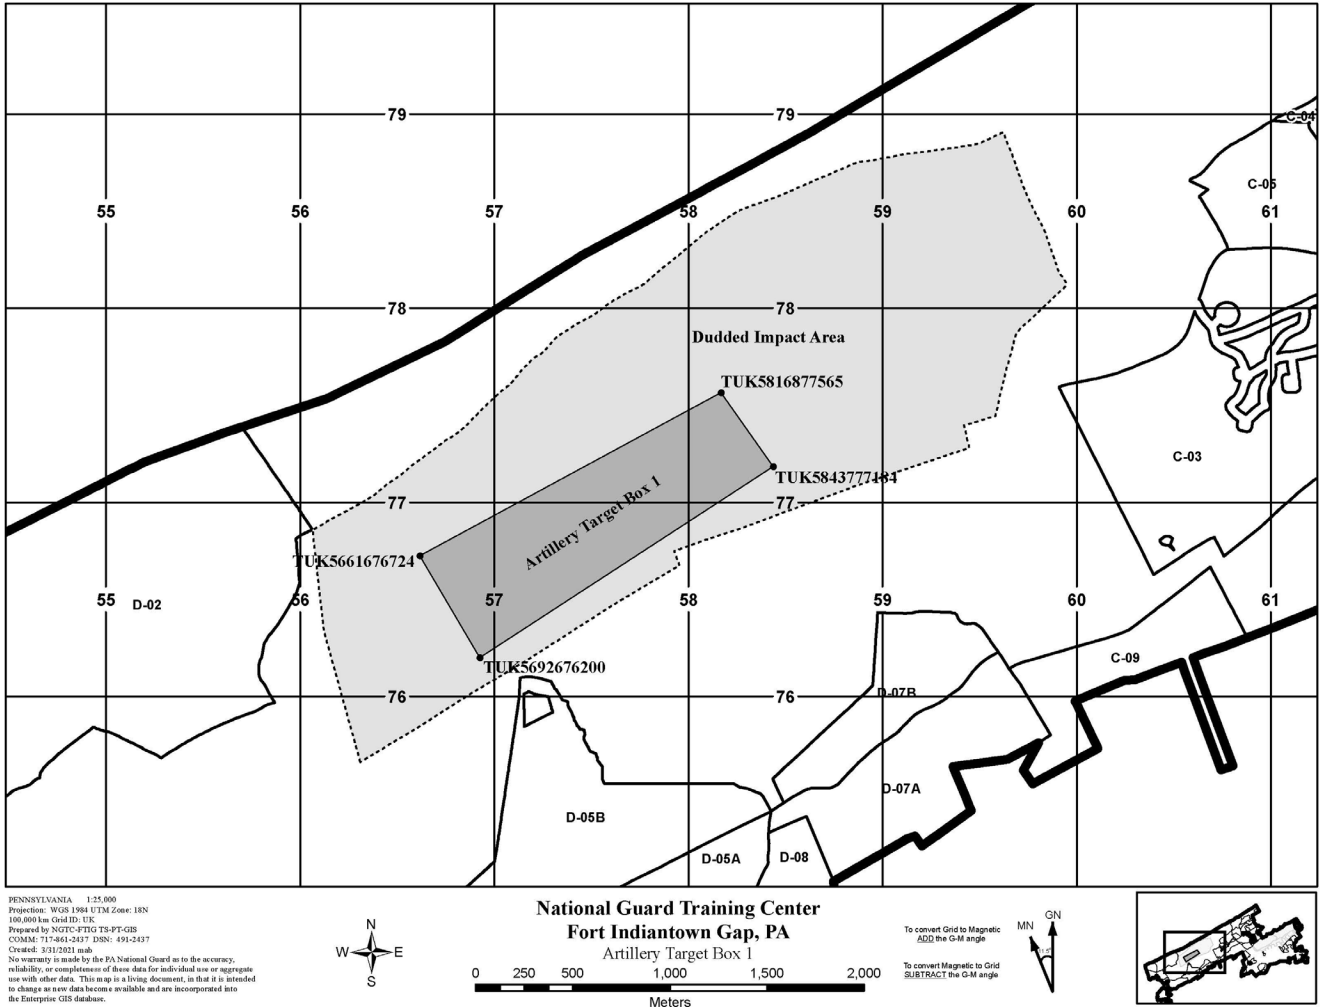 79
79
C-04
C-05
55
56
57
58
59
60
61
78
78
Dudded Impact Area
TUK5816877565
C-03
TUK5843777184
77
77
Artillery Target Box 1
TUK5661676724
55
56
57
58
59
60
61
D-02
C-09
TUK5692676200
76
76
D-07B
D-07A
D-05B
D-05A
D-08
PENNSYLVANIA 1:25,000
Projection: WGS 1984 UTM Zone: 18N
100,000 km Grid ID: UK
Prepared by NGTC-FTIG TS-PT-GIS
COMM: 717-861-2437 DSN: 491-2437
Created: 3/31/2021 mab
No warranty is made by the PA National Guard as to the accuracy,
reliability, or completeness of these data for individual use or aggregate
use with other data. This map is a living document, in that it is intended
to change as new data become available and are incoorporated into
the Enterprise GIS database.
N
W E
S
National Guard Training Center
Fort Indiantown Gap, PA
Artillery Target Box 1
0 250 500 1,000 1,500 2,000
Meters
To convert Grid to Magnetic
ADD the G-M angle
To convert Magnetic to Grid
SUBTRACT the G-M angle
MN
GN